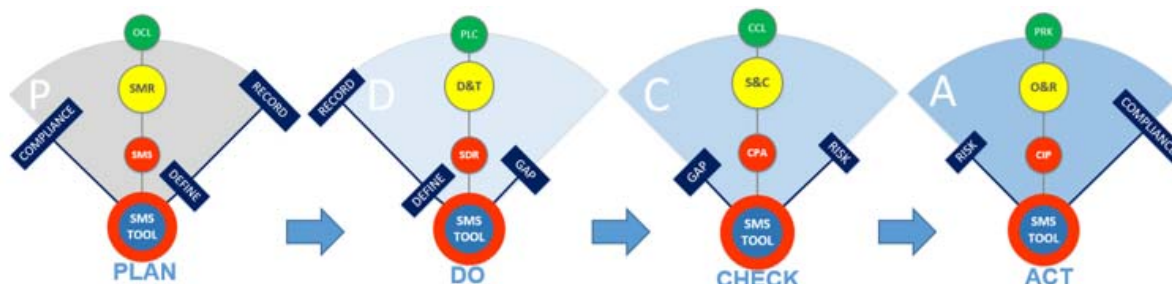 OCL
P
SMR
RECORD
COMPLIANCE
SMS
DEFINE
SMS
TOOL
PLAN
PLC
RECORD
D
D&T
SDR
DEFINE
GAP
SMS
TOOL
DO
CCL
C
S&C
CPA
GAP
RISK
SMS
TOOL
CHECK
PRK
A
O&R
COMPLIANCE
RISK
CIP
SMS
TOOL
ACT